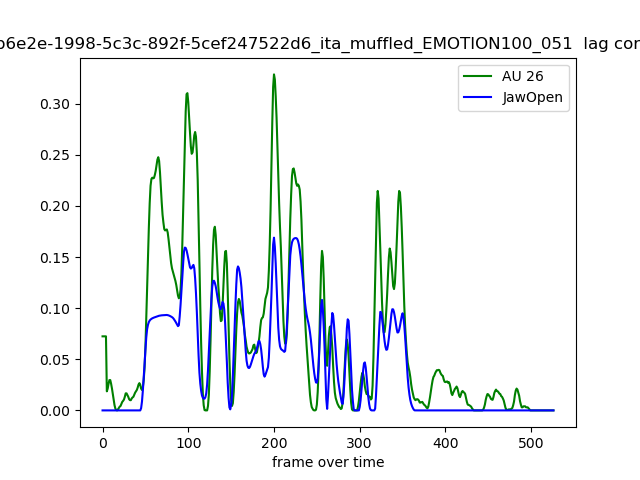 b6e2e-1998-5c3c-892f-5cef247522d6_ita_muffled_EMOTION100_051 lag cor
AU 26
JawOpen
0.30
0.25
0.20
0.15
0.10
0.05
0.00
0 100 200 300 400 500
frame over time